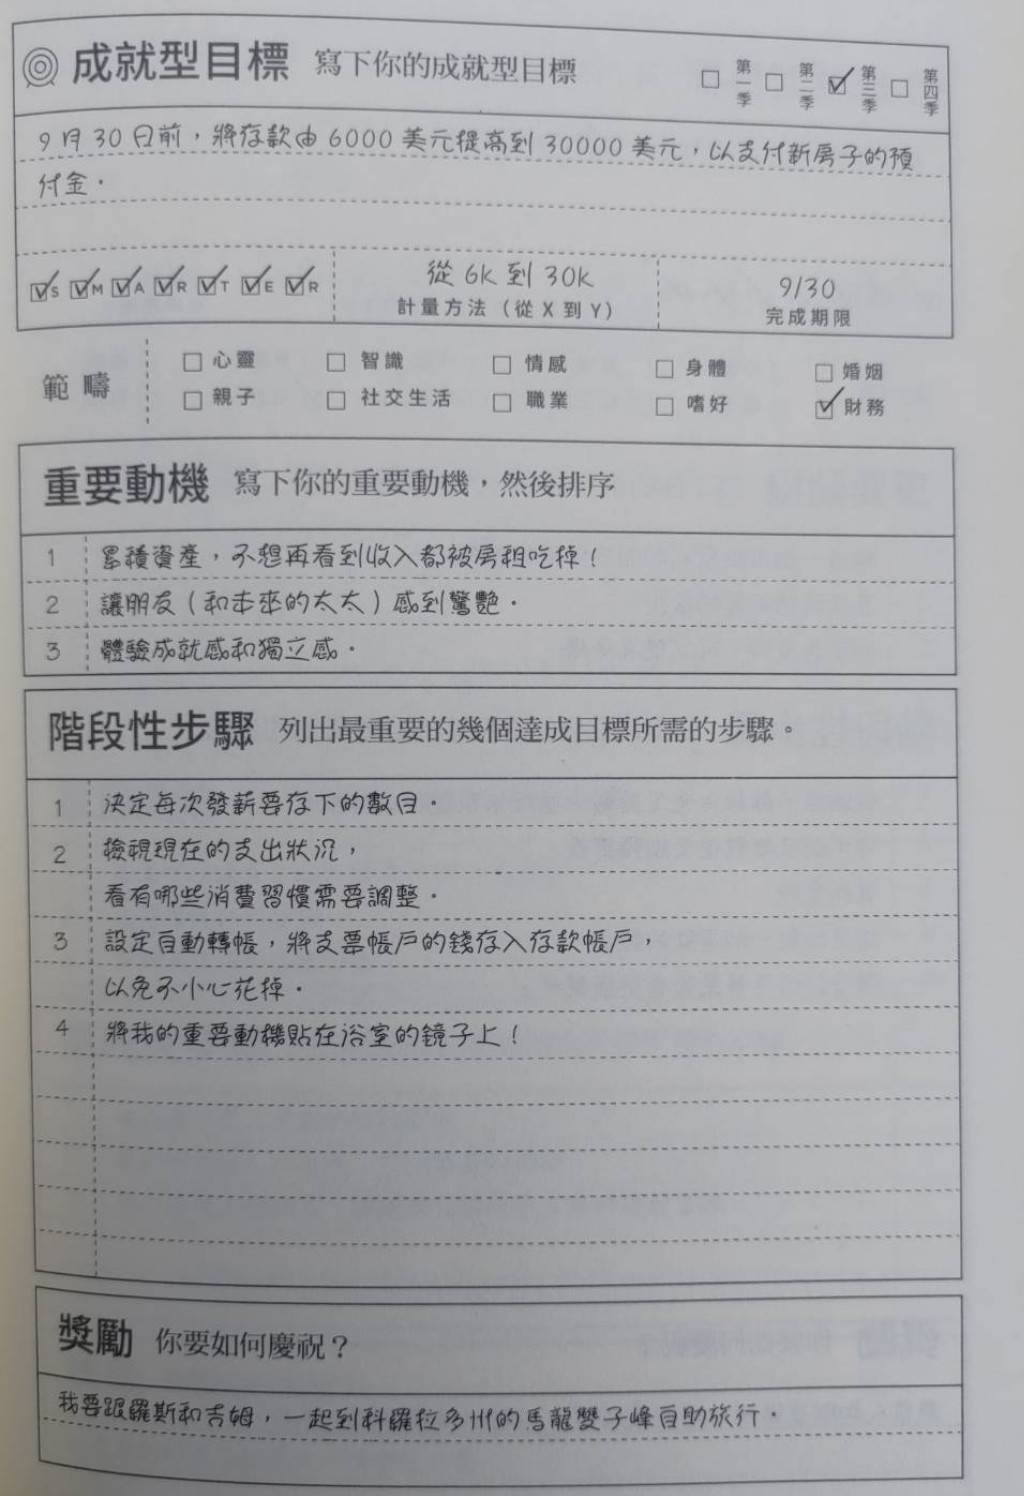 成就型目標 寫下你的成就型目標 □ 第一季 □ 第二季 ☑ 第三季 □ 第四季
9月30日前，將存款由6000美元提高到30000美元，以支付新房子的預
付金．
☑S ☑M ☑A ☑R ☑T ☑E ☑R
從6K到30K
計量方法（從X到Y）
9/30
完成期限
範疇
□ 心靈 □ 智識 □ 情感 □ 身體 □ 婚姻
□ 親子 □ 社交生活 □ 職業 □ 嗜好 ☑ 財務
重要動機 寫下你的重要動機，然後排序
1 累積資產，不想再看到收入都被房租吃掉！
2 讓朋友（和未來的太太）感到驚艷．
3 體驗成就感和獨立感．
階段性步驟 列出最重要的幾個達成目標所需的步驟。
1 決定每次發薪要存下的數目．
2 檢視現在的支出狀況，
看有哪些消費習慣需要調整．
3 設定自動轉帳，將支票帳戶的錢存入存款帳戶，
以免不小心花掉．
4 將我的重要動機貼在浴室的鏡子上！
獎勵 你要如何慶祝？
我要跟羅斯和吉姆，一起到科羅拉多州的馬龍雙子峰自助旅行．